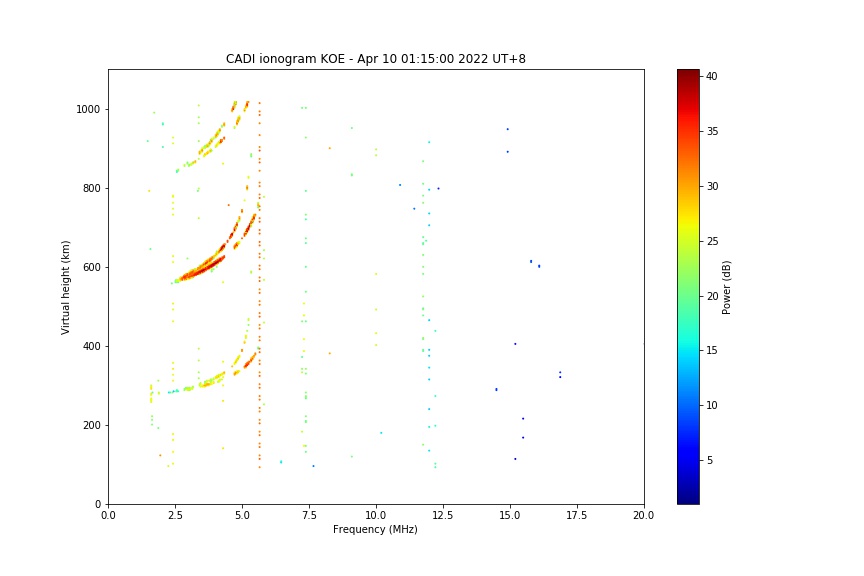 CADI ionogram KOE - Apr 10 01:15:00 2022 UT+8
1000
800
600
400
200
0
Virtual height (km)
0.0 2.5 5.0 7.5 10.0 12.5 15.0 17.5 20.0
Frequency (MHz)
40
35
30
25
20
15
10
5
Power (dB)